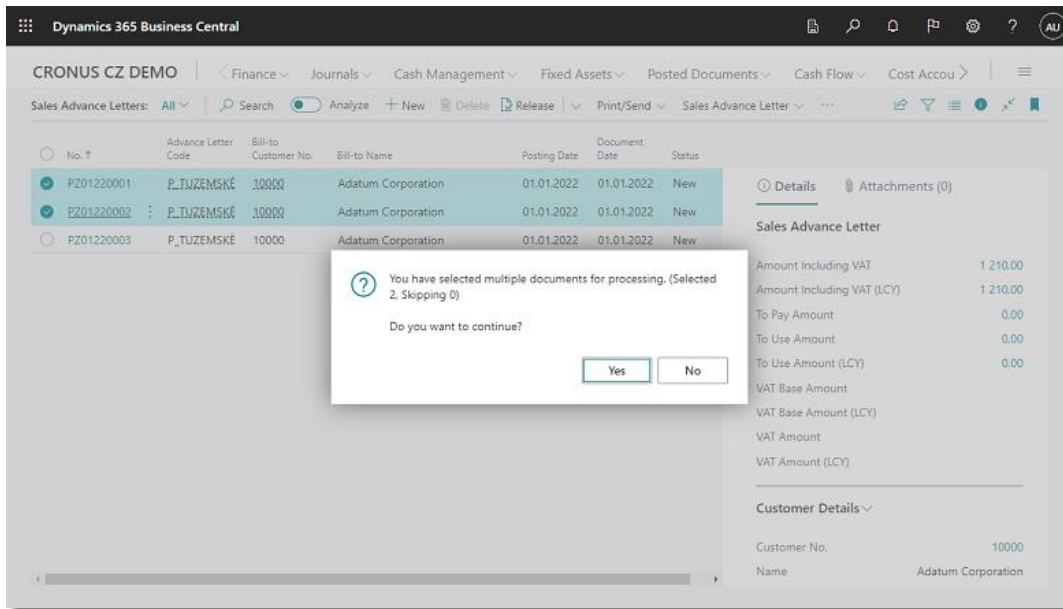 Dynamics 365 Business Central
AU
CRONUS CZ DEMO
Finance Journals Cash Management Fixed Assets Posted Documents Cash Flow Cost Accou
Sales Advance Letters: All Search Analyze + New Delete Release Print/Send Sales Advance Letter ...
No. ↑ Advance Letter Code Bill-to Customer No. Bill-to Name Posting Date Document Date Status
PZ01220001 P_TUZEMSKÉ 10000 Adatum Corporation 01.01.2022 01.01.2022 New
PZ01220002 P_TUZEMSKÉ 10000 Adatum Corporation 01.01.2022 01.01.2022 New
PZ01220003 P_TUZEMSKÉ 10000 Adatum Corporation 01.01.2022 01.01.2022 New
You have selected multiple documents for processing. (Selected
2, Skipping 0)
Do you want to continue?
Yes No
Details Attachments (0)
Sales Advance Letter
Amount Including VAT 1 210,00
Amount Including VAT (LCY) 1 210,00
To Pay Amount 0,00
To Use Amount 0,00
To Use Amount (LCY) 0,00
VAT Base Amount
VAT Base Amount (LCY)
VAT Amount
VAT Amount (LCY)
Customer Details
Customer No. 10000
Name Adatum Corporation